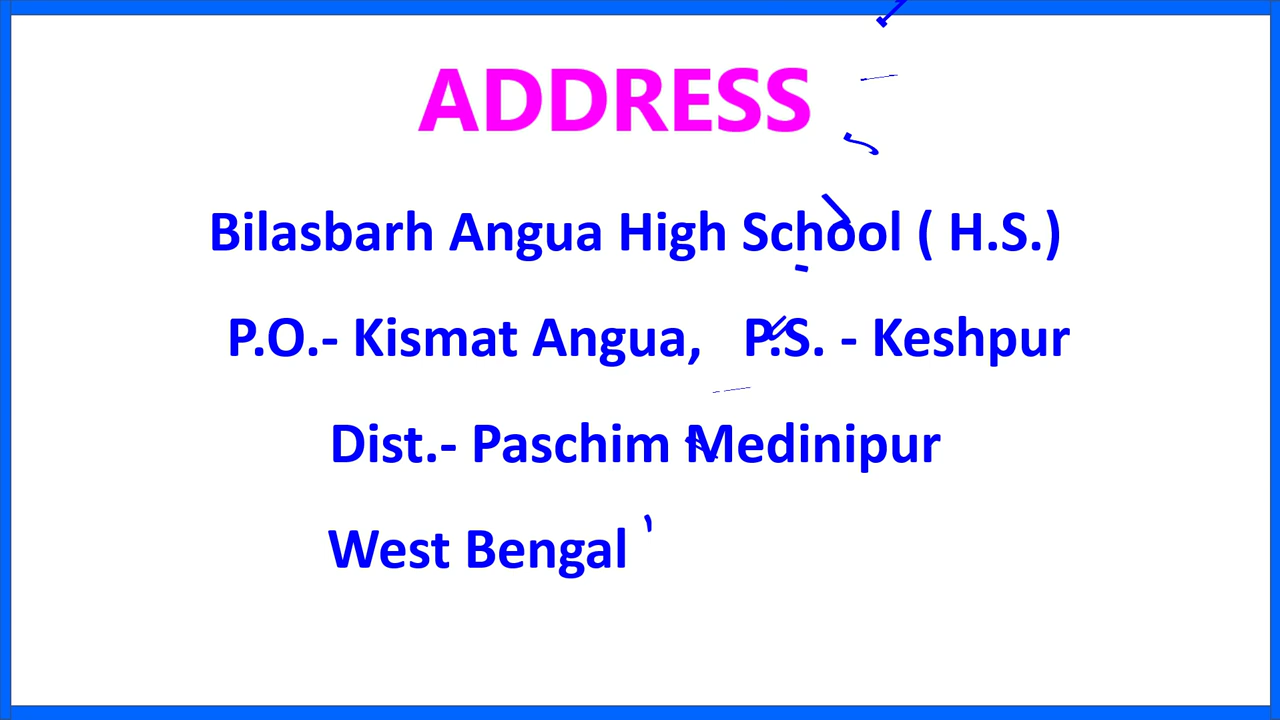 ADDRESS
Bilasbarh Angua High School ( H.S.)
P.O.- Kismat Angua, P.S. - Keshpur
Dist.- Paschim Medinipur
West Bengal